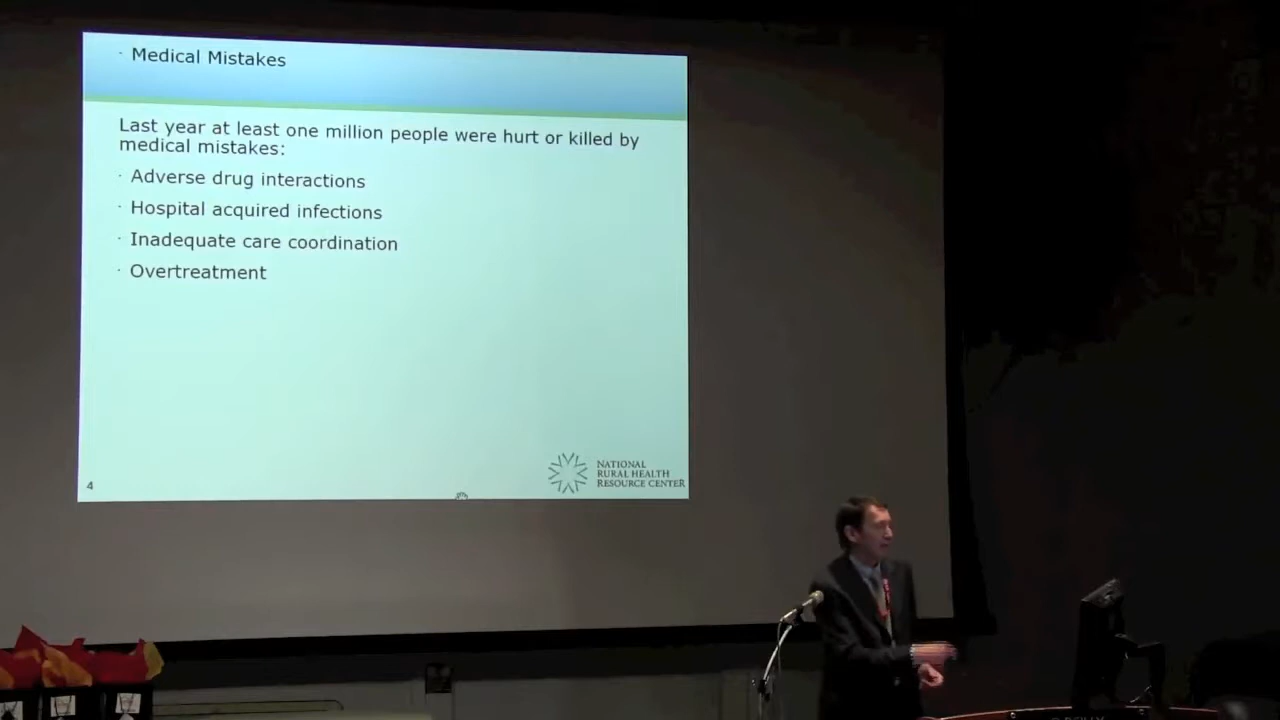 · Medical Mistakes
Last year at least one million people were hurt or killed by
medical mistakes:
· Adverse drug interactions
· Hospital acquired infections
· Inadequate care coordination
· Overtreatment
4
NATIONAL
RURAL HEALTH
RESOURCE CENTER